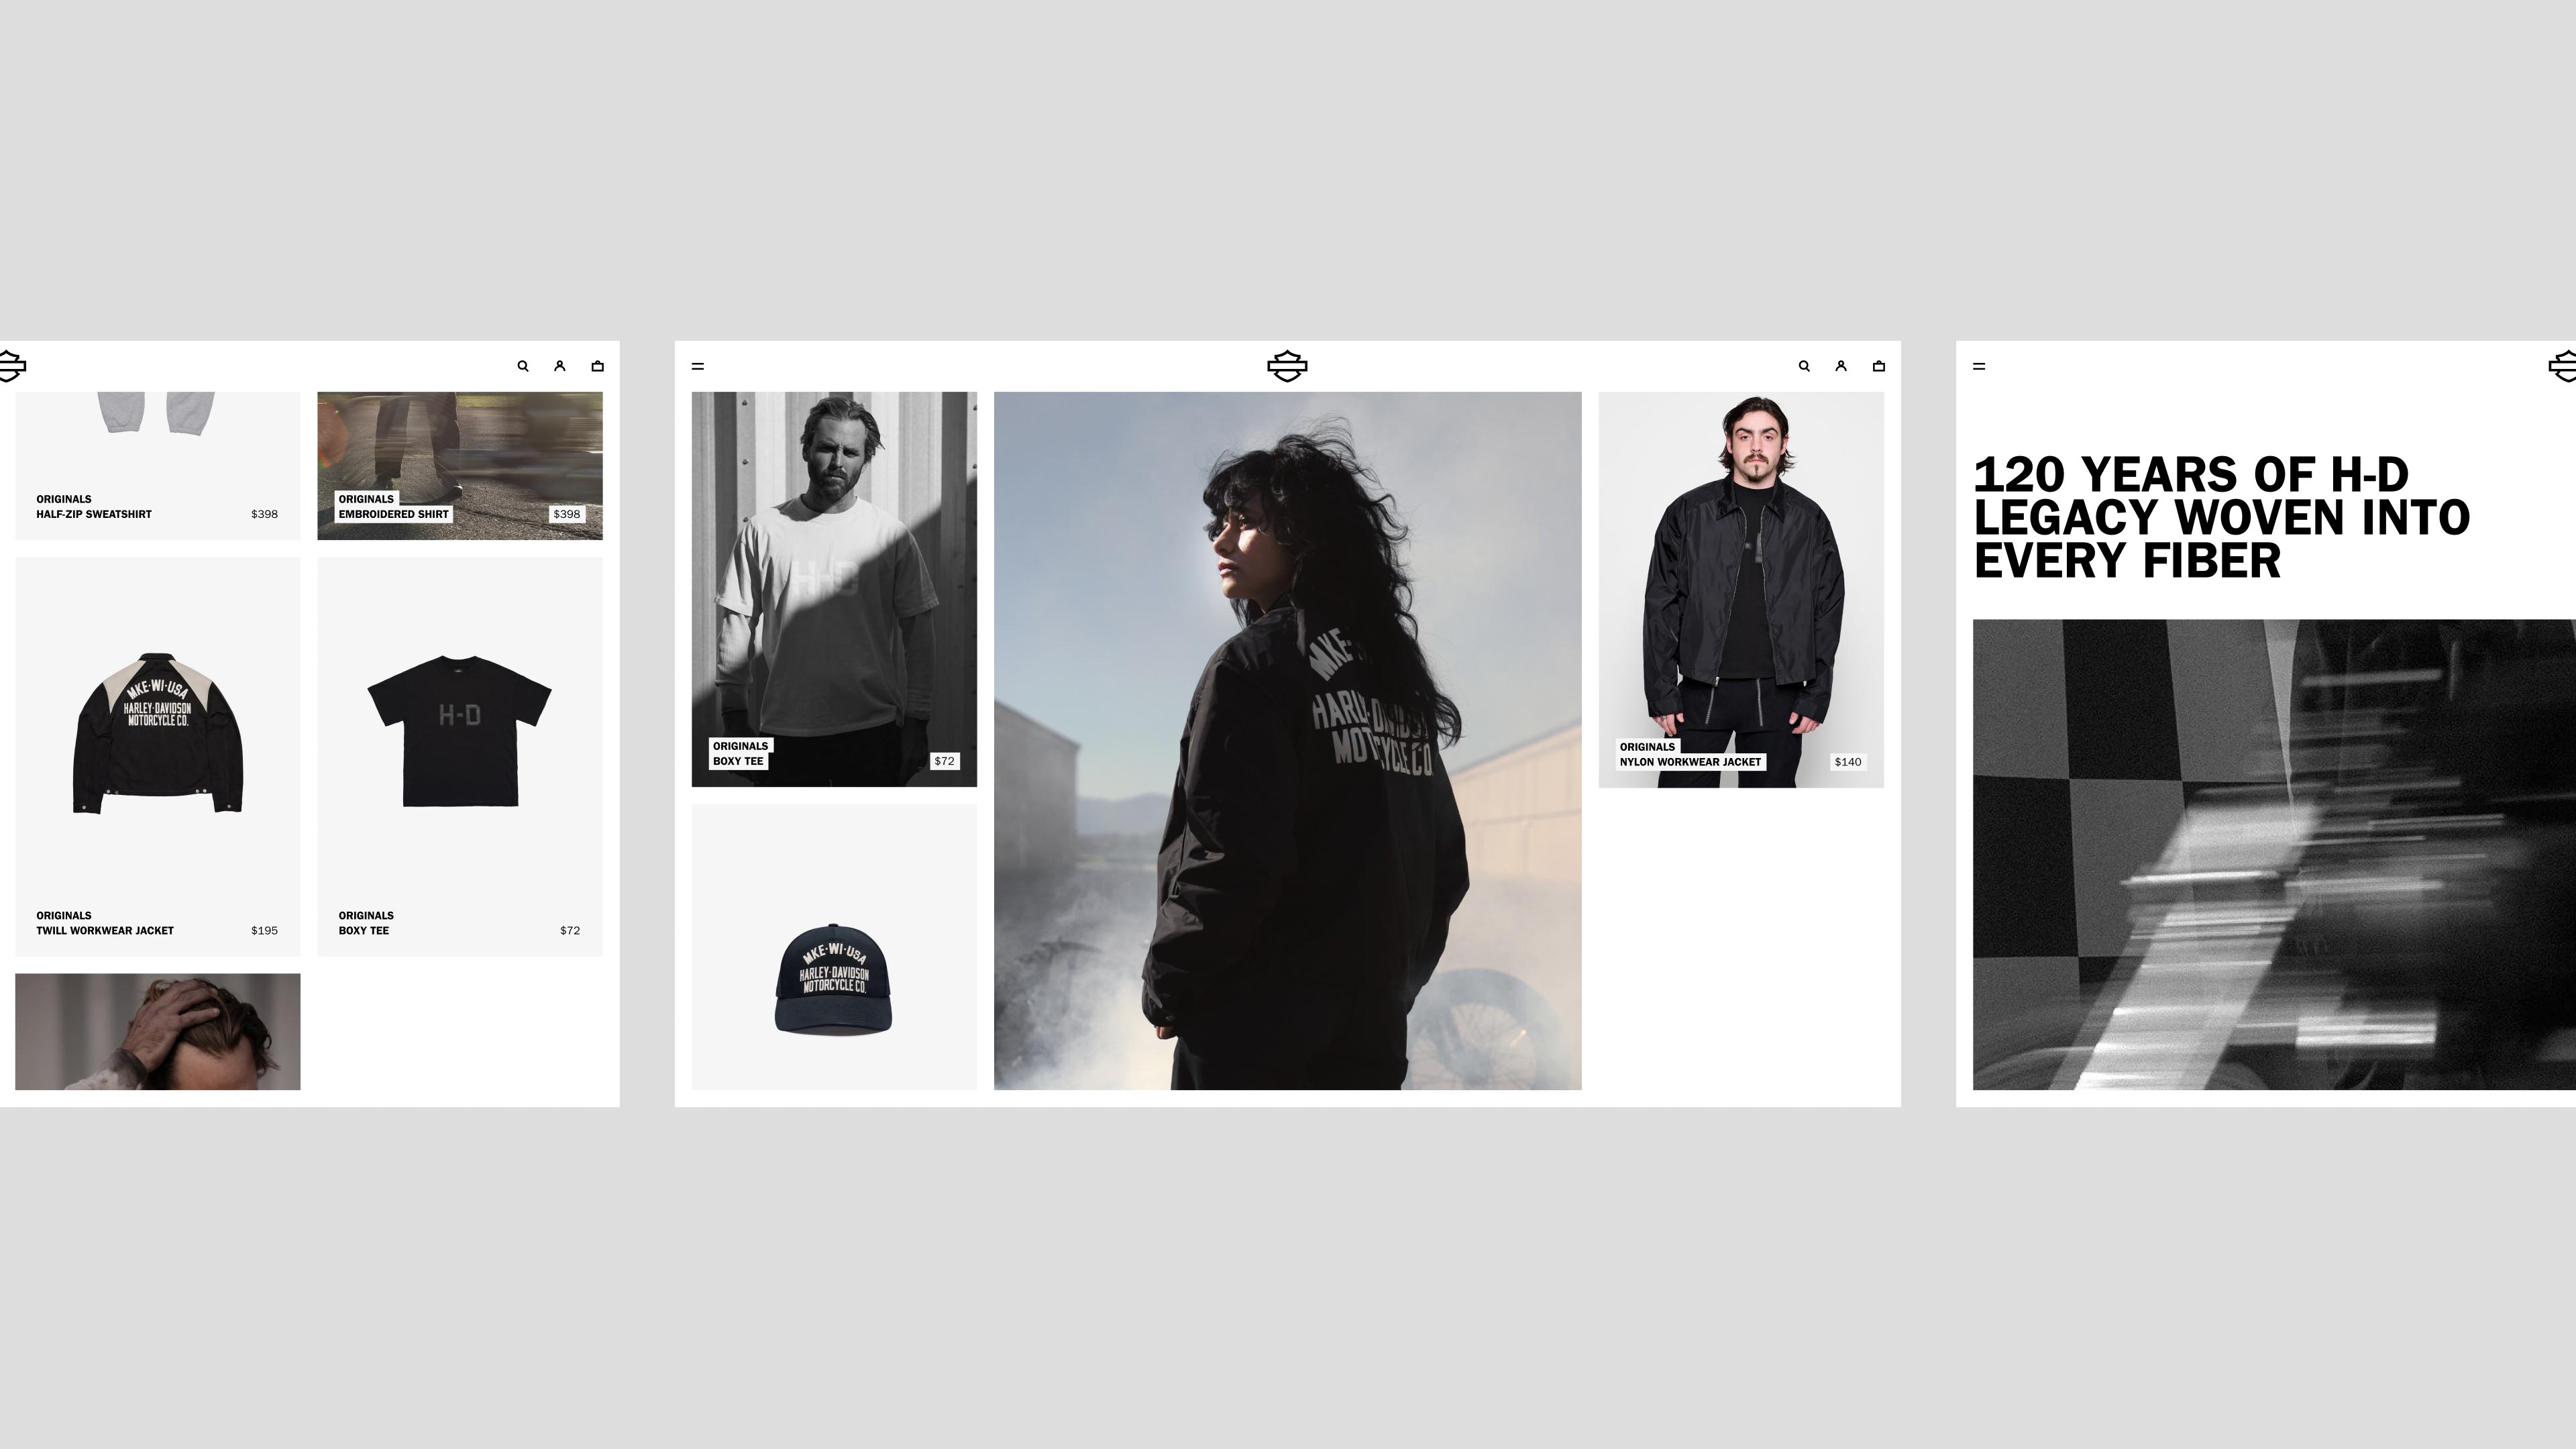 ORIGINALS
HALF-ZIP SWEATSHIRT
$398
ORIGINALS
EMBROIDERED SHIRT
$398
MKE·WI·USA
HARLEY-DAVIDSON
MOTORCYCLE CO.
ORIGINALS
TWILL WORKWEAR JACKET
$195
H-D
ORIGINALS
BOXY TEE
$72
H-D
ORIGINALS
BOXY TEE
$72
MKE·WI·USA
HARLEY-DAVIDSON
MOTORCYCLE CO.
MKE
HARLEY-DAVIDSON
MOTORCYCLE CO.
ORIGINALS
NYLON WORKWEAR JACKET
$140
120 YEARS OF H-D
LEGACY WOVEN INTO
EVERY FIBER